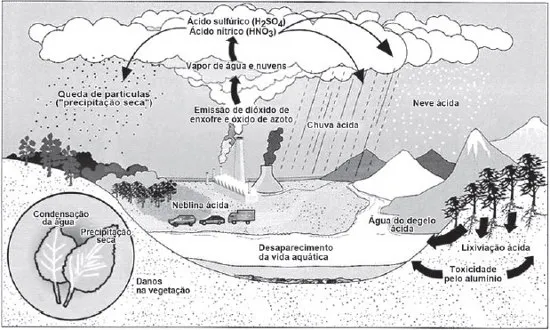 Ácido sulfúrico (H₂SO₄)
Ácido nítrico (HNO₃)
Vapor de água e nuvens
Queda de partículas
("precipitação seca")
Emissão de dióxido de
enxofre e óxido de azoto
Chuva ácida
Neve ácida
Neblina ácida
Condensação
da água
Precipitação
seca
Danos
na vegetação
Desaparecimento
da vida aquática
Água do degelo
ácida
Lixiviação ácida
Toxicidade
pelo alumínio